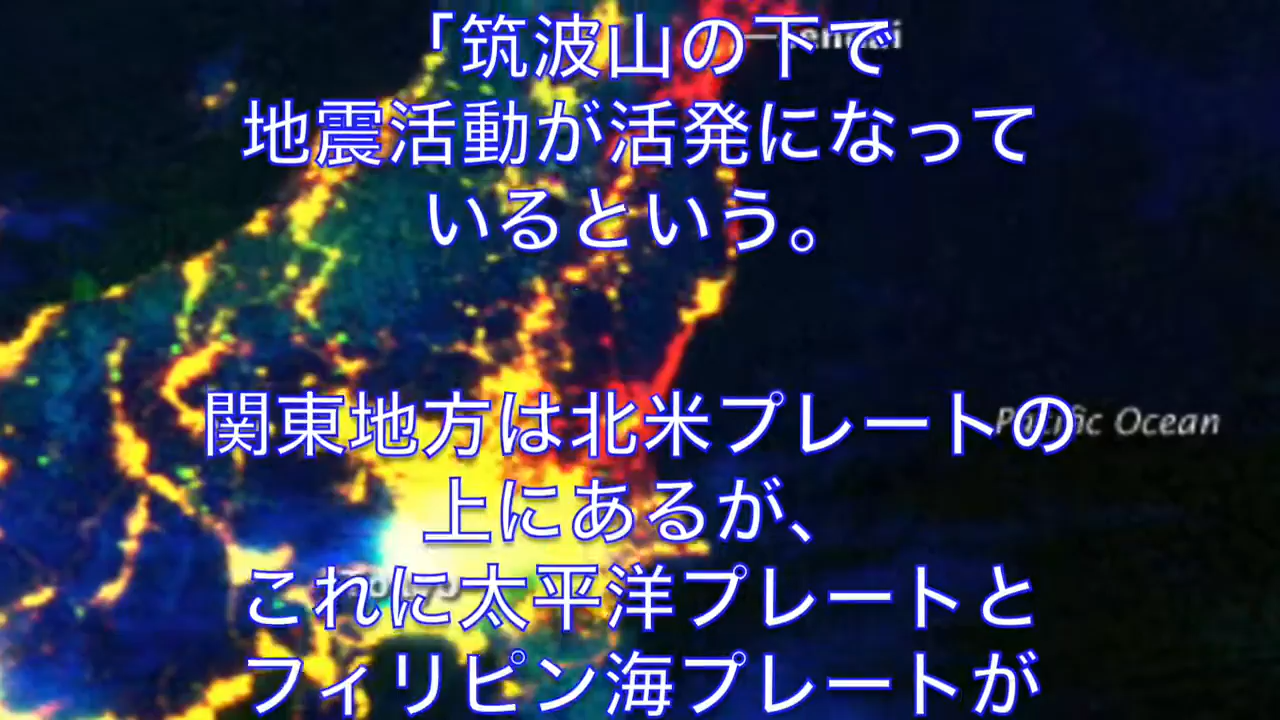 「筑波山の下で
地震活動が活発になって
いるという。
関東地方は北米プレートの
上にあるが、
これに太平洋プレートと
フィリピン海プレートが
Ocean